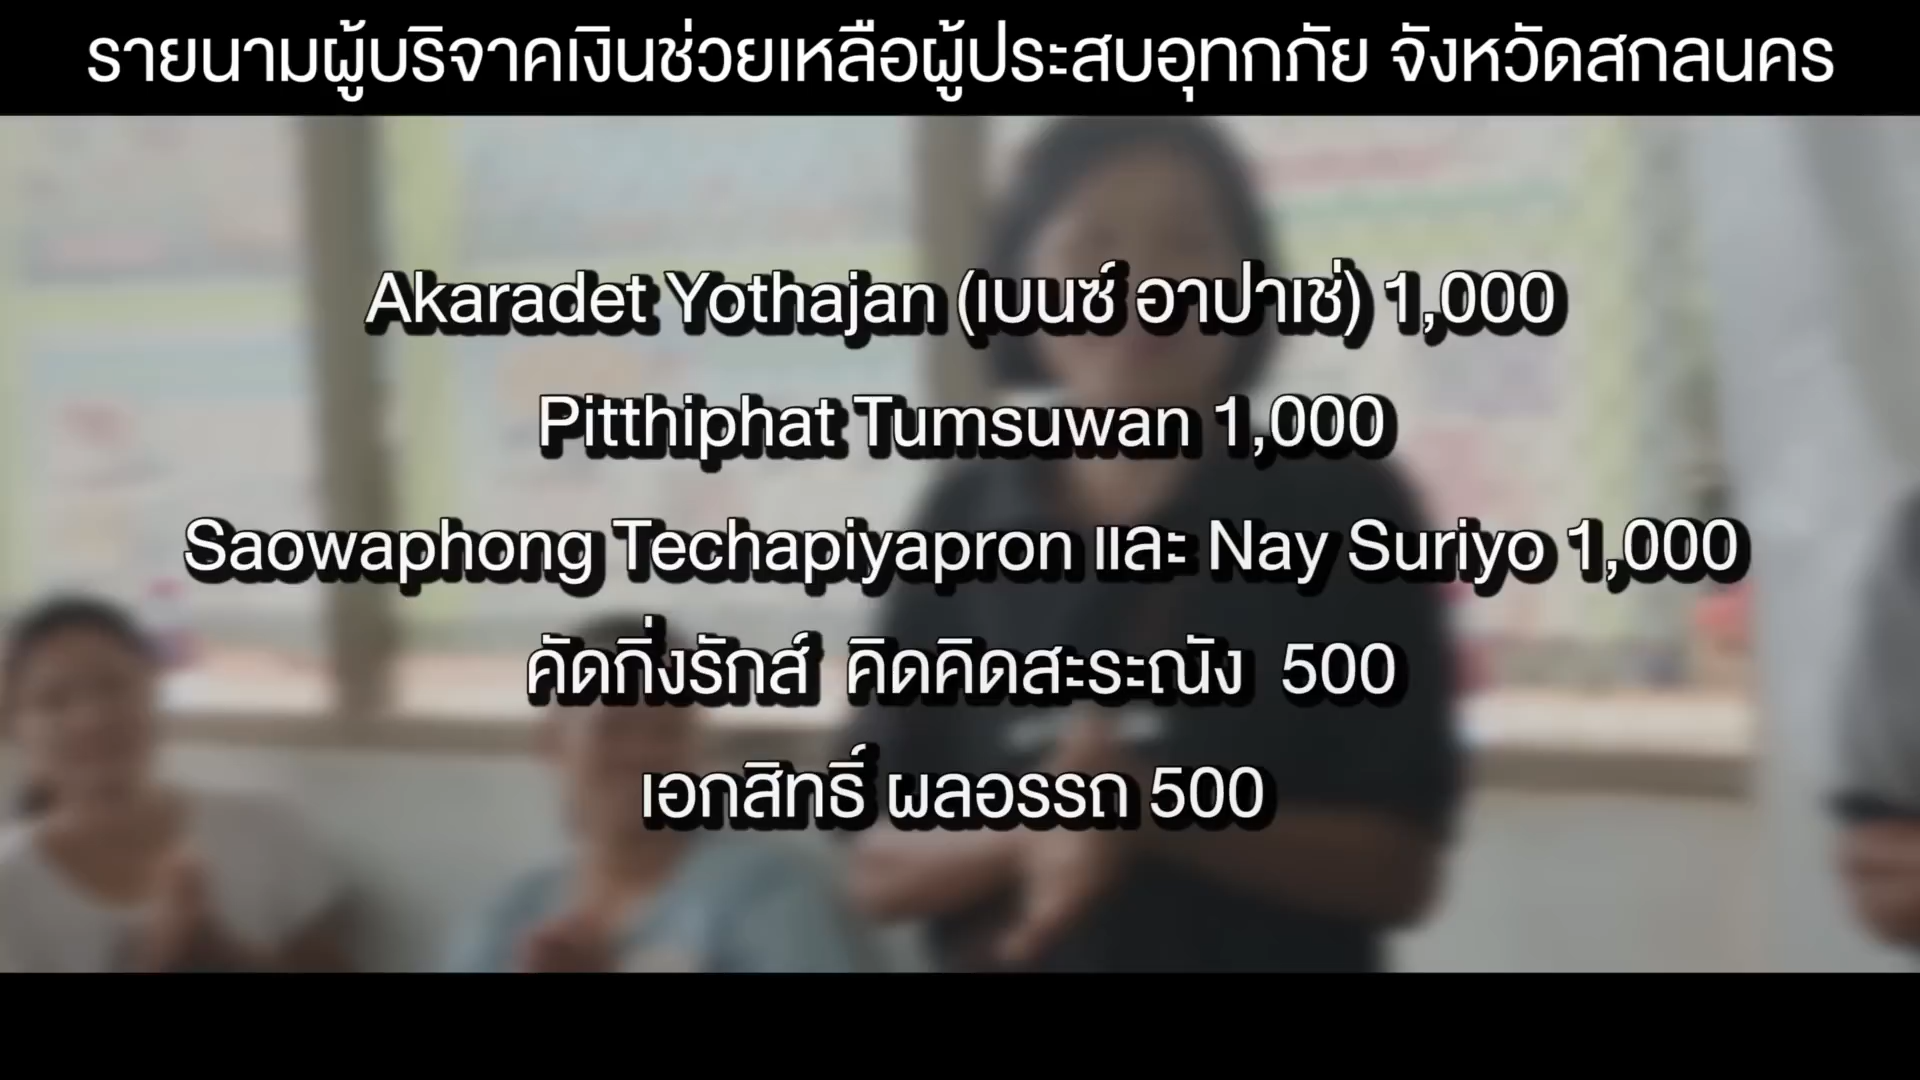 รายนามผู้บริจาคเงินช่วยเหลือผู้ประสบอุทกภัย จังหวัดสกลนคร
Akaradet Yothajan (เบนซ์ อาปาเช่) 1,000
Pitthiphat Tumsuwan 1,000
Saowaphong Techapiyapron และ Nay Suriyo 1,000
คัดกิ่งรักส์ คิดคิดสะระณัง 500
เอกสิทธิ์ ผลอรรถ 500